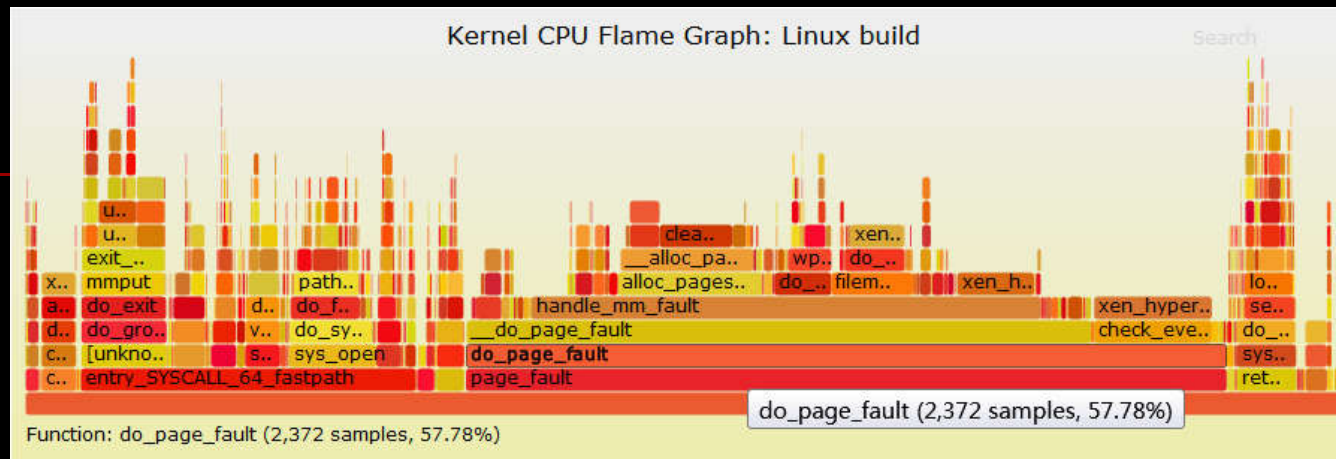 Kernel CPU Flame Graph: Linux build
Search
u..
u.. clea.. xen..
exit_.. __alloc_pa.. wp.. do_..
x.. mmput path.. alloc_pages.. do_.. filem.. xen_h.. lo..
a.. do_exit d.. do_f.. handle_mm_fault xen_hyper.. se..
d.. do_gro.. v.. do_sy.. __do_page_fault check_eve.. do_..
c.. [unkno.. s.. sys_open do_page_fault sys..
c.. entry_SYSCALL_64_fastpath page_fault ret..
do_page_fault (2,372 samples, 57.78%)
Function: do_page_fault (2,372 samples, 57.78%)